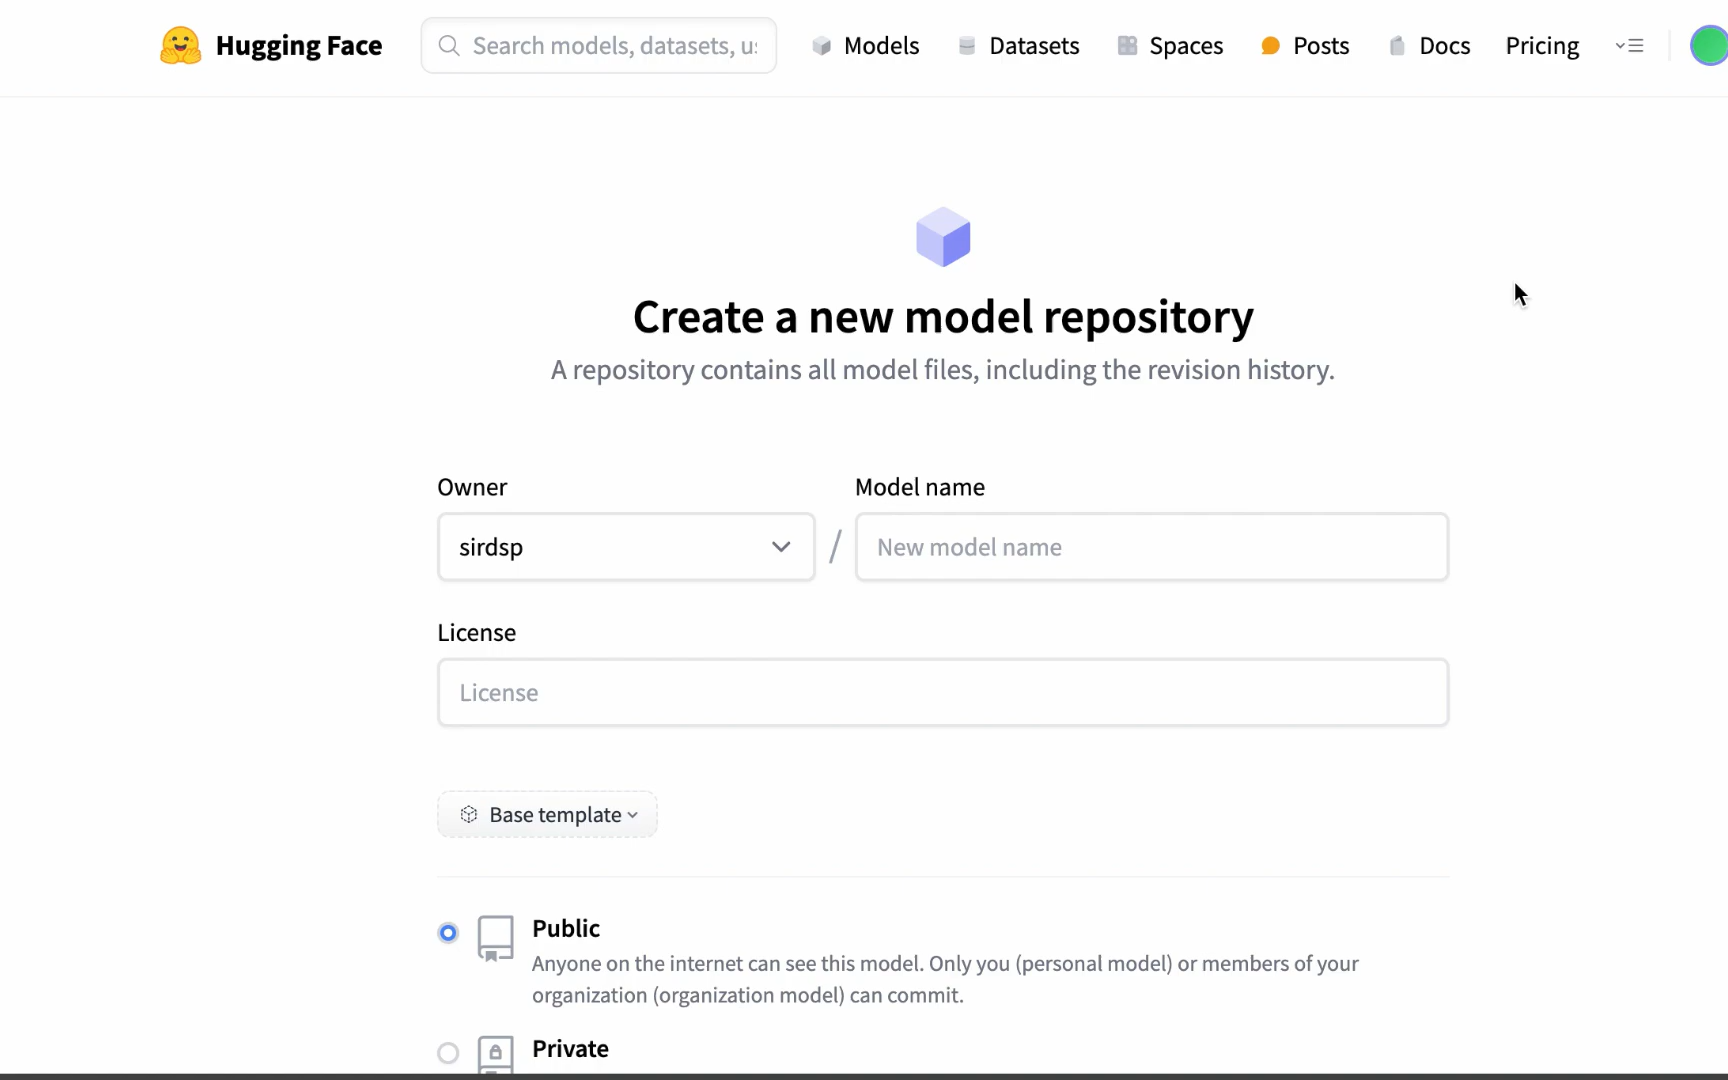 Hugging Face
Search models, datasets, us
Models
Datasets
Spaces
Posts
Docs
Pricing
Create a new model repository
A repository contains all model files, including the revision history.
Owner
Model name
sirdsp
/
New model name
License
License
Base template
Public
Anyone on the internet can see this model. Only you (personal model) or members of your
organization (organization model) can commit.
Private